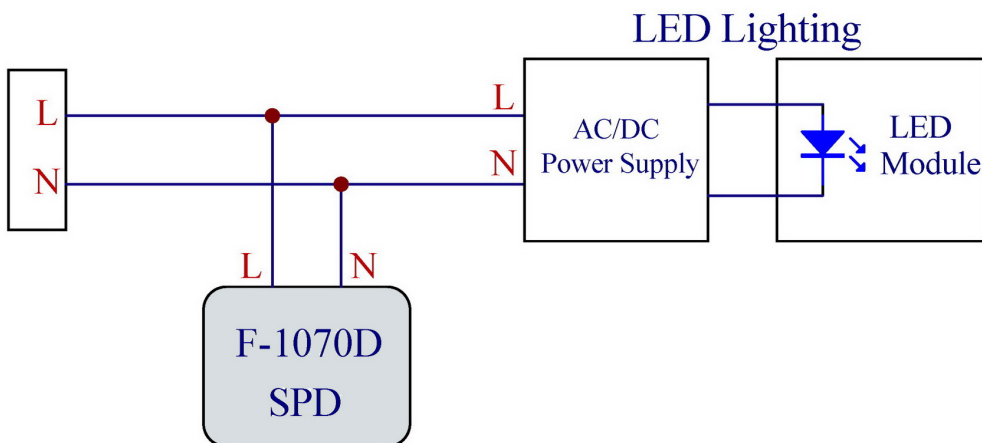 LED Lighting
L
N
L
N
AC/DC
Power Supply
LED
Module
L
N
F-1070D
SPD